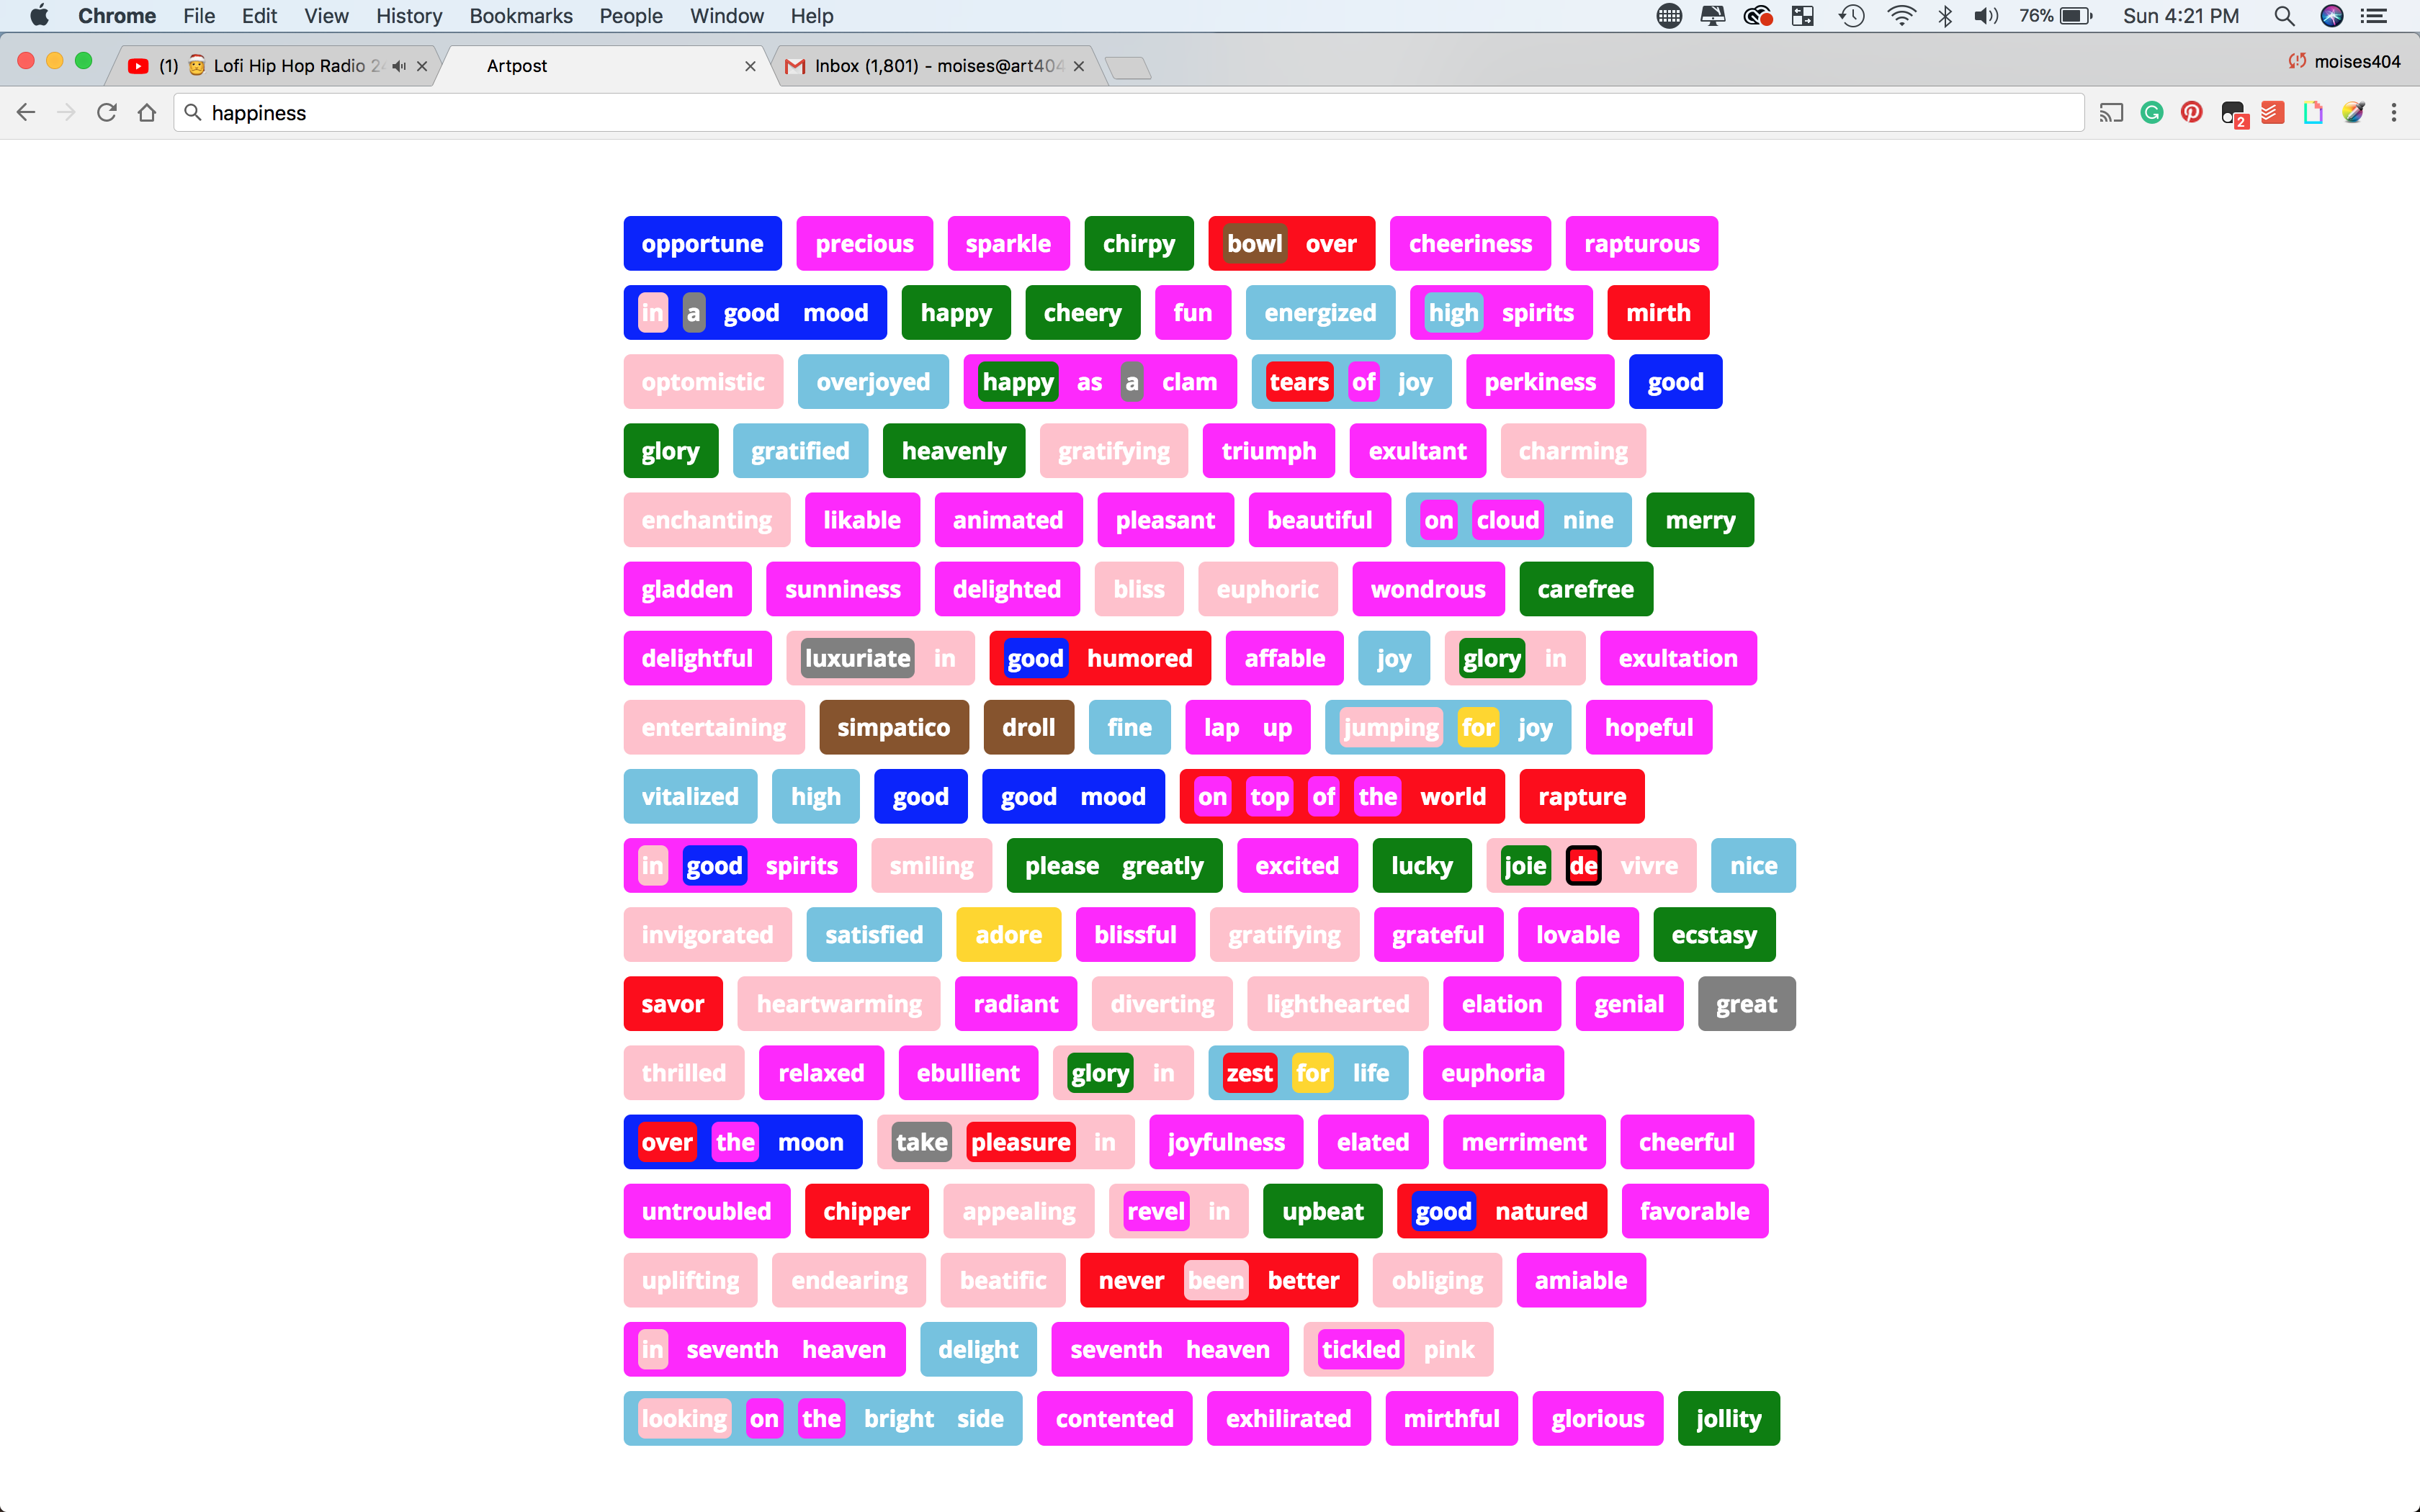 Chrome File Edit View History Bookmarks People Window Help 76% Sun 4:21 PM
(1) Lofi Hip Hop Radio 24 Artpost Inbox (1,801) - moises@art404 moises404
happiness 2
opportune precious sparkle chirpy bowl over cheeriness rapturous
in a good mood happy cheery fun energized high spirits mirth
optomistic overjoyed happy as a clam tears of joy perkiness good
glory gratified heavenly gratifying triumph exultant charming
enchanting likable animated pleasant beautiful on cloud nine merry
gladden sunniness delighted bliss euphoric wondrous carefree
delightful luxuriate in good humored affable joy glory in exultation
entertaining simpatico droll fine lap up jumping for joy hopeful
vitalized high good good mood on top of the world rapture
in good spirits smiling please greatly excited lucky joie de vivre nice
invigorated satisfied adore blissful gratifying grateful lovable ecstasy
savor heartwarming radiant diverting lighthearted elation genial great
thrilled relaxed ebullient glory in zest for life euphoria
over the moon take pleasure in joyfulness elated merriment cheerful
untroubled chipper appealing revel in upbeat good natured favorable
uplifting endearing beatific never been better obliging amiable
in seventh heaven delight seventh heaven tickled pink
looking on the bright side contented exhilirated mirthful glorious jollity